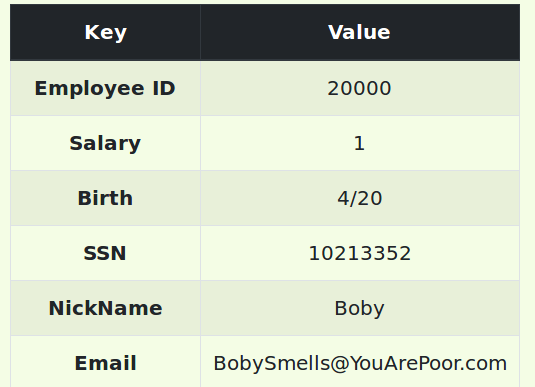 Key Value
Employee ID 20000
Salary 1
Birth 4/20
SSN 10213352
NickName Boby
Email BobySmells@YouArePoor.com